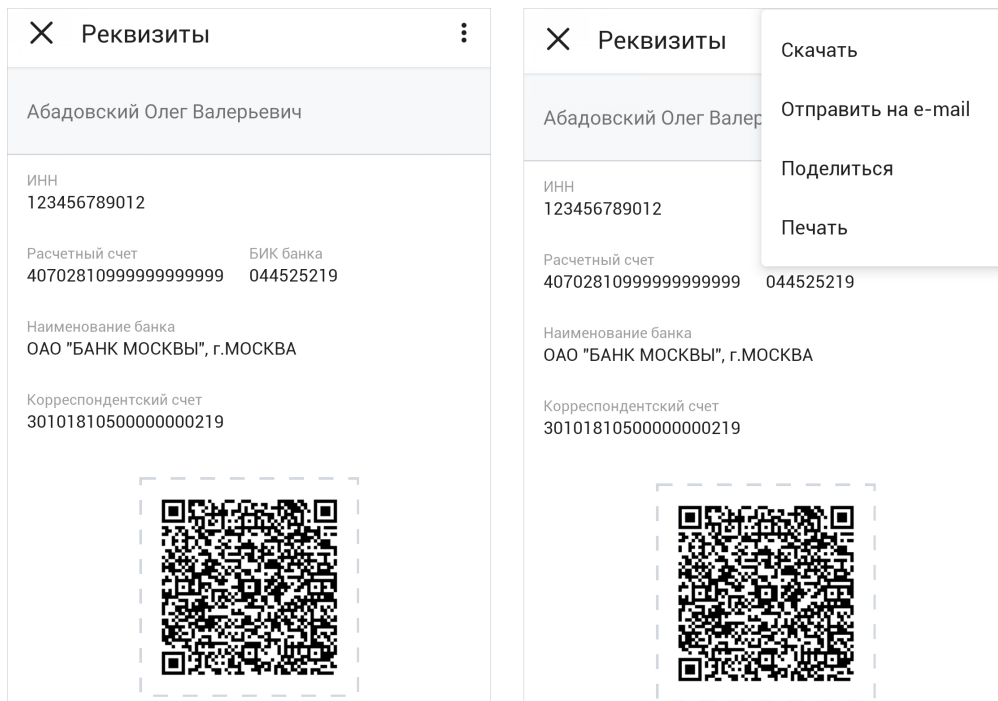 Реквизиты
Абадовский Олег Валерьевич
ИНН
123456789012
Расчетный счет БИК банка
40702810999999999999 044525219
Наименование банка
ОАО "БАНК МОСКВЫ", г.МОСКВА
Корреспондентский счет
30101810500000000219
Реквизиты
Скачать
Отправить на e-mail
Поделиться
Печать
Абадовский Олег Валер
ИНН
123456789012
Расчетный счет
40702810999999999999 044525219
Наименование банка
ОАО "БАНК МОСКВЫ", г.МОСКВА
Корреспондентский счет
30101810500000000219